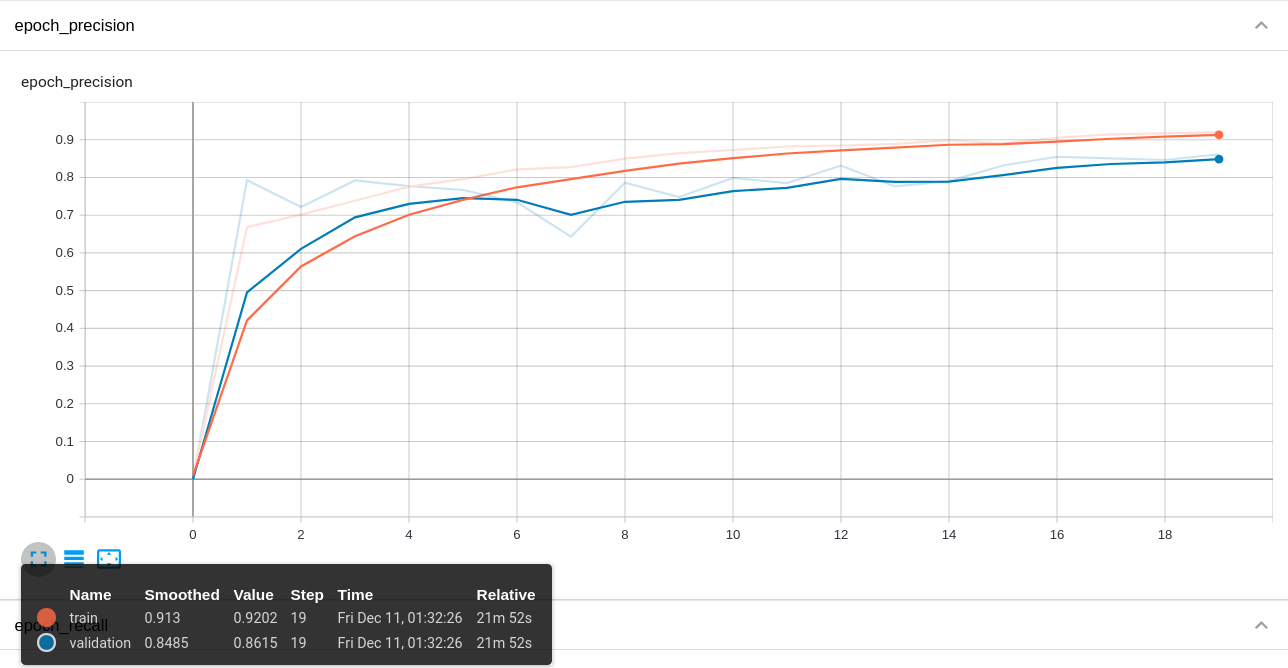 epoch_precision
epoch_precision
0.9
0.8
0.7
0.6
0.5
0.4
0.3
0.2
0.1
0
0 2 4 6 8 10 12 14 16 18
Name Smoothed Value Step Time Relative
train 0.913 0.9202 19 Fri Dec 11, 01:32:26 21m 52s
epoch_recall
validation 0.8485 0.8615 19 Fri Dec 11, 01:32:26 21m 52s